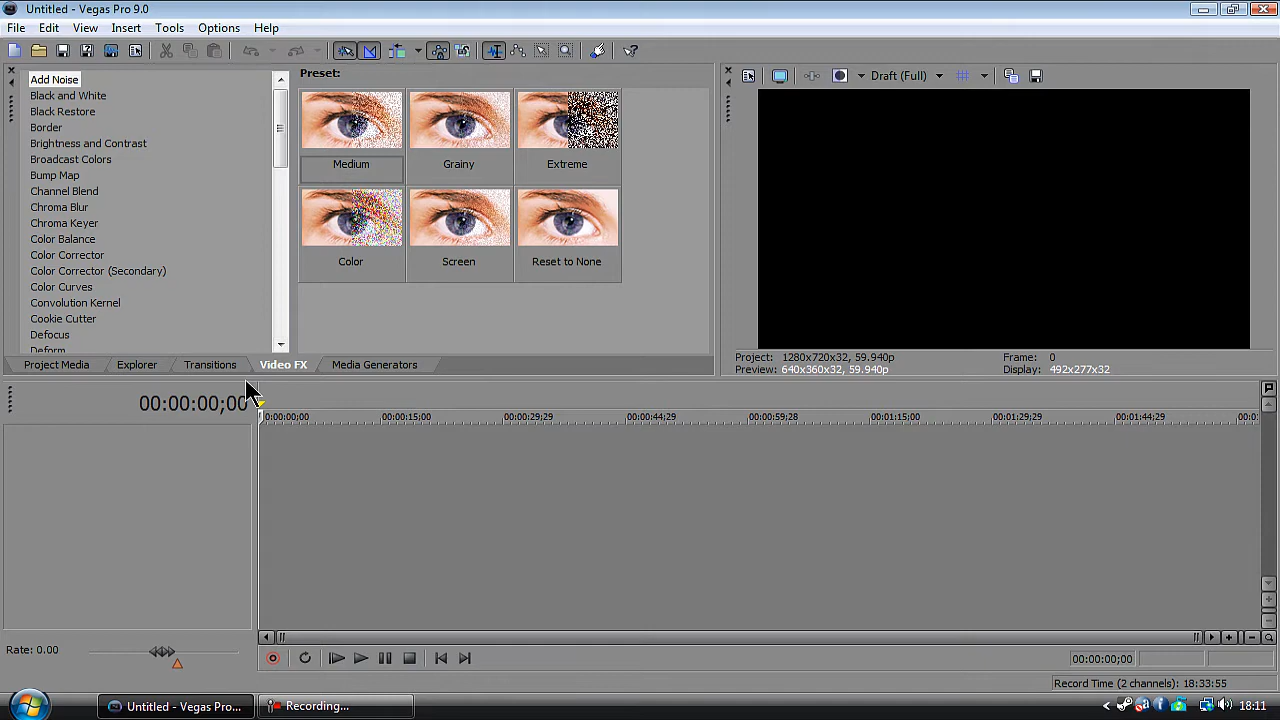 Untitled - Vegas Pro 9.0
File Edit View Insert Tools Options Help
Preset:
Add Noise
Black and White
Black Restore
Border
Brightness and Contrast
Broadcast Colors
Bump Map
Channel Blend
Chroma Blur
Chroma Keyer
Color Balance
Color Corrector
Color Corrector (Secondary)
Color Curves
Convolution Kernel
Cookie Cutter
Defocus
Deform
Medium Grainy Extreme
Color Screen Reset to None
Draft (Full)
Project: 1280x720x32, 59.940p Frame: 0
Preview: 640x360x32, 59.940p Display: 492x277x32
Project Media Explorer Transitions Video FX Media Generators
00:00:00;00
0:00:00;00 00:00:15;00 00:00:29;29 00:00:44;29 00:00:59;28 00:01:15;00 00:01:29;29 00:01:44;29 00:0
Rate: 0.00
00:00:00;00
Record Time (2 channels): 18:33:55
Untitled - Vegas Pro... Recording... 18:11